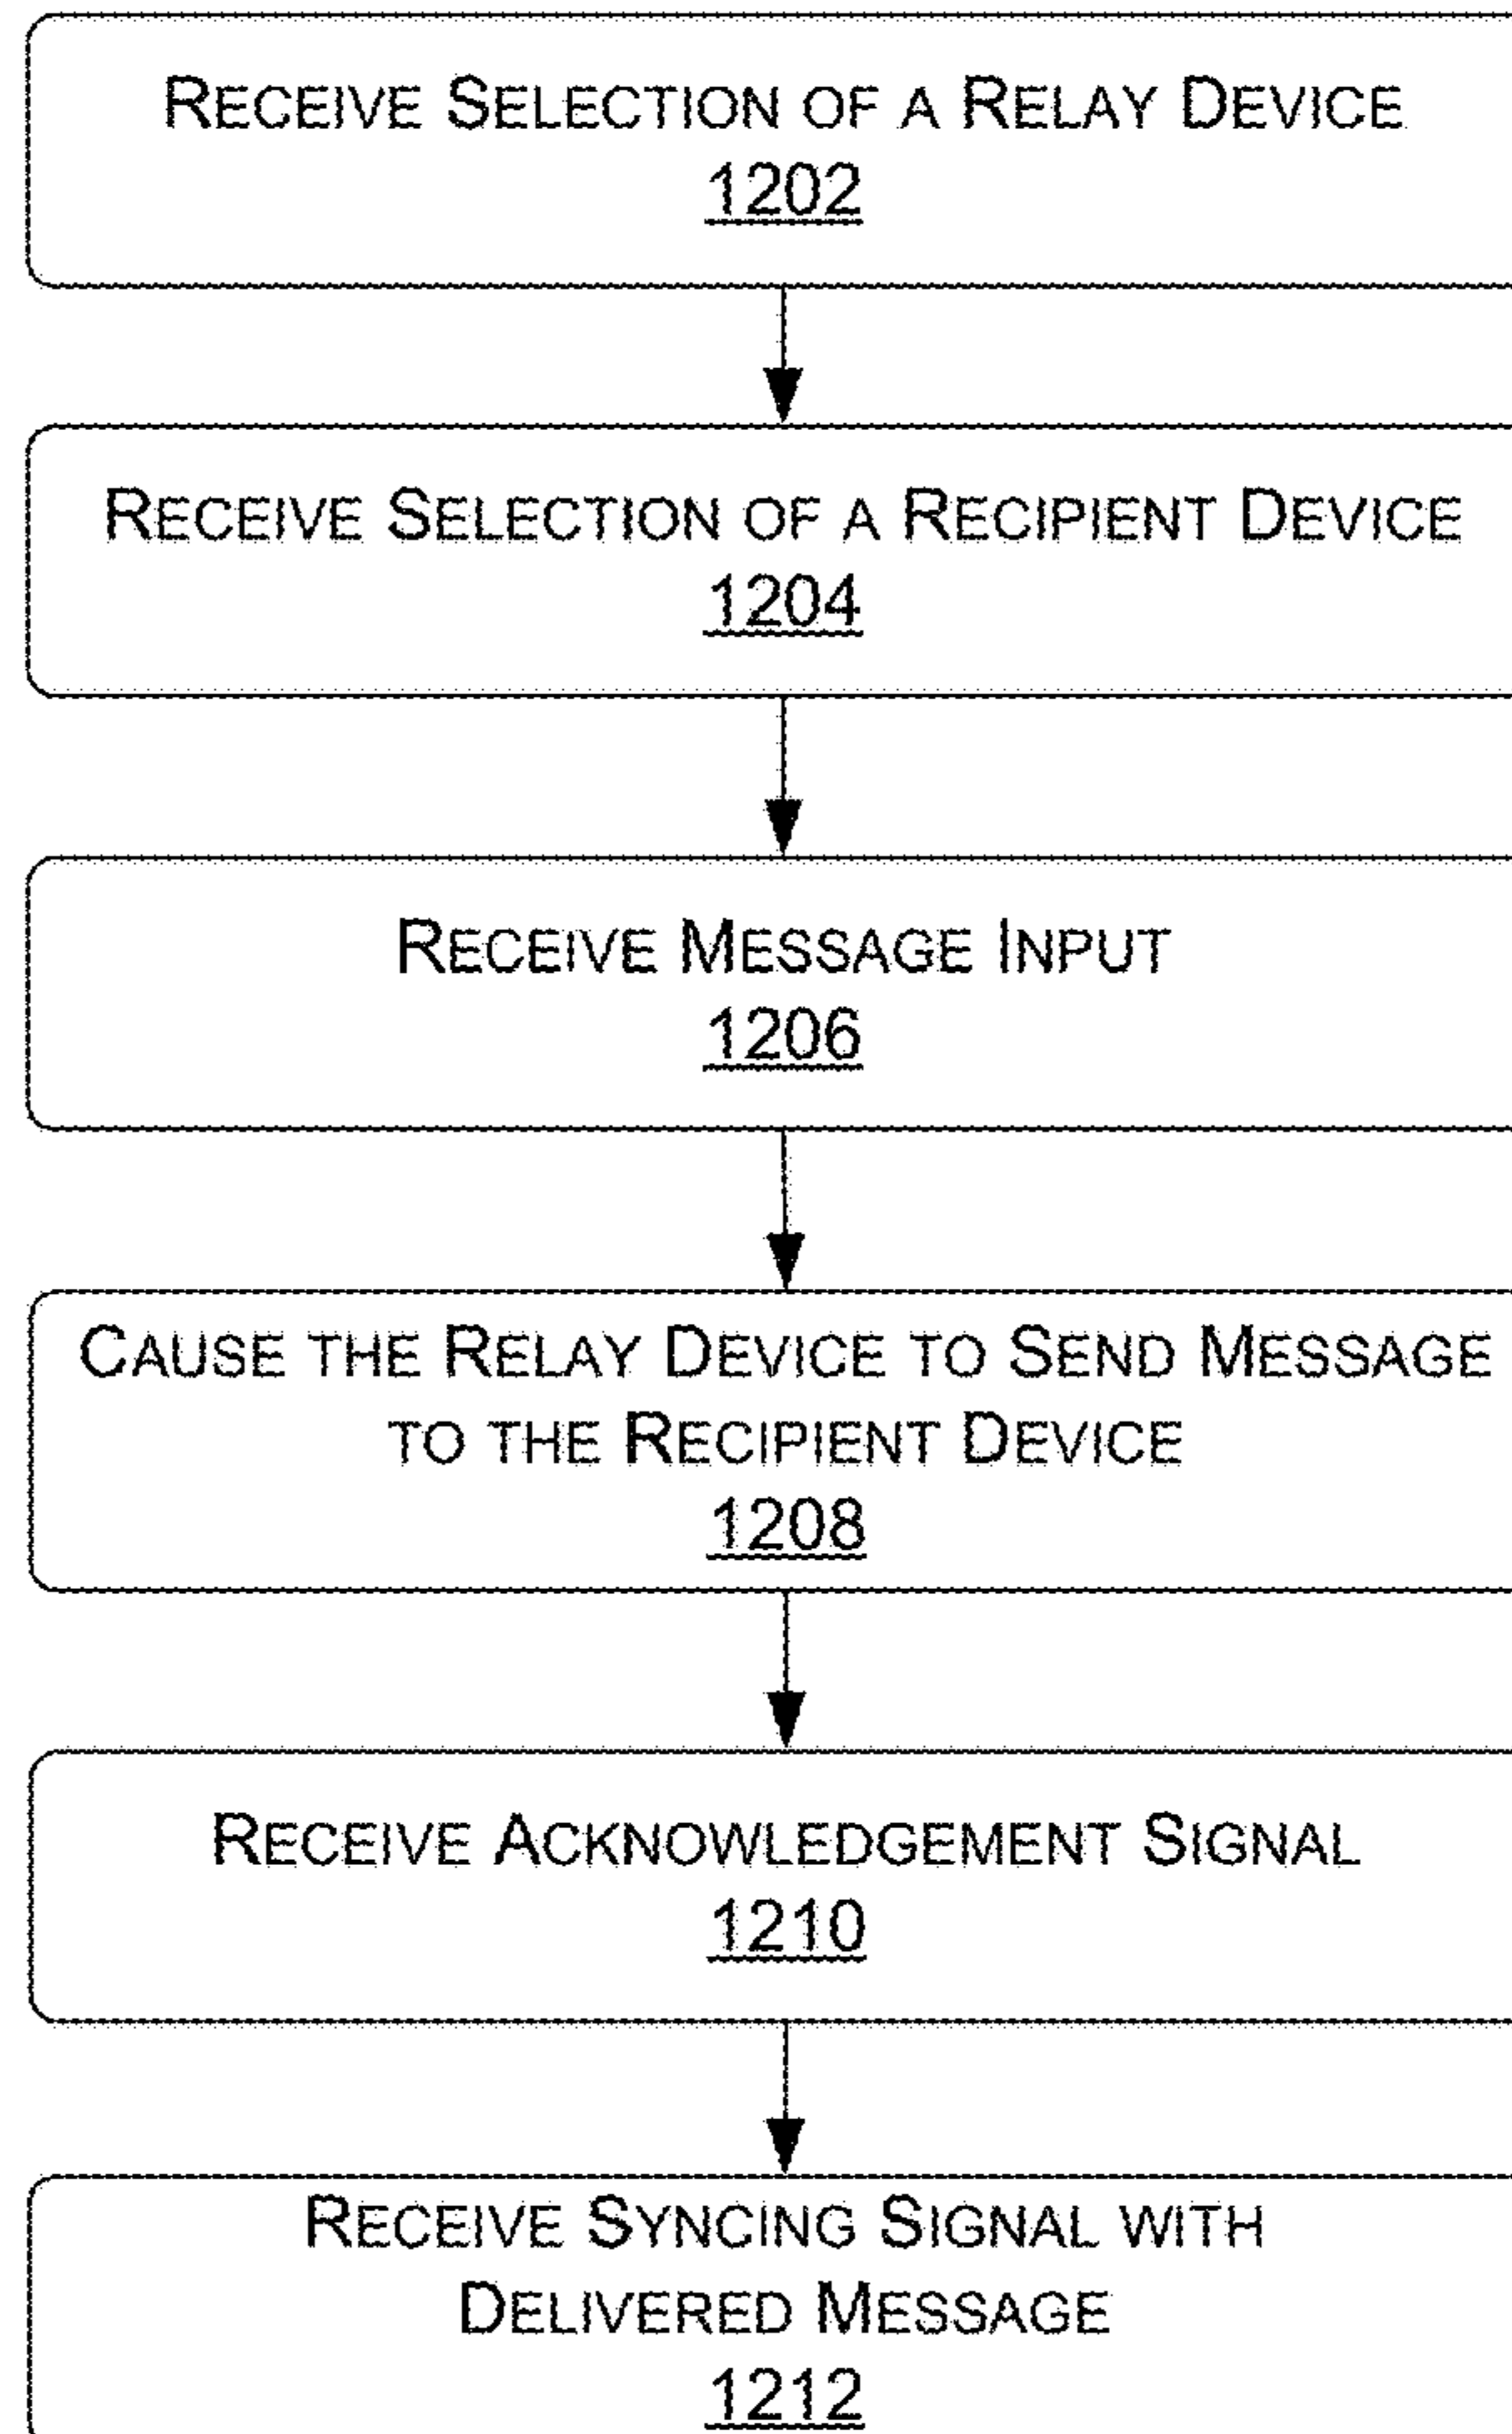 RECEIVE SELECTION OF A RELAY DEVICE
1202
RECEIVE SELECTION OF A RECIPIENT DEVICE
1204
RECEIVE MESSAGE INPUT
1206
CAUSE THE RELAY DEVICE TO SEND MESSAGE
TO THE RECIPIENT DEVICE
1208
RECEIVE ACKNOWLEDGEMENT SIGNAL
1210
RECEIVE SYNCING SIGNAL WITH
DELIVERED MESSAGE
1212